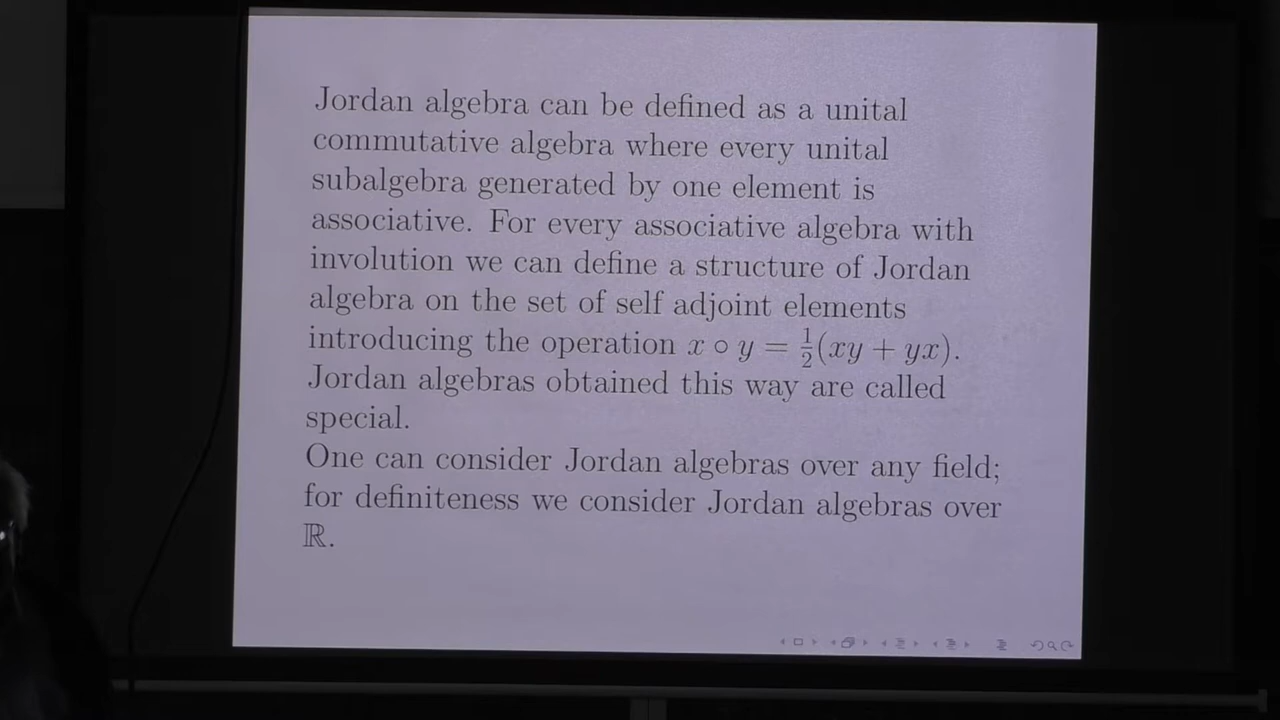 Jordan algebra can be defined as a unital
commutative algebra where every unital
subalgebra generated by one element is
associative. For every associative algebra with
involution we can define a structure of Jordan
algebra on the set of self adjoint elements
introducing the operation x ∘ y = ½(xy + yx).
Jordan algebras obtained this way are called
special.
One can consider Jordan algebras over any field;
for definiteness we consider Jordan algebras over
ℝ.